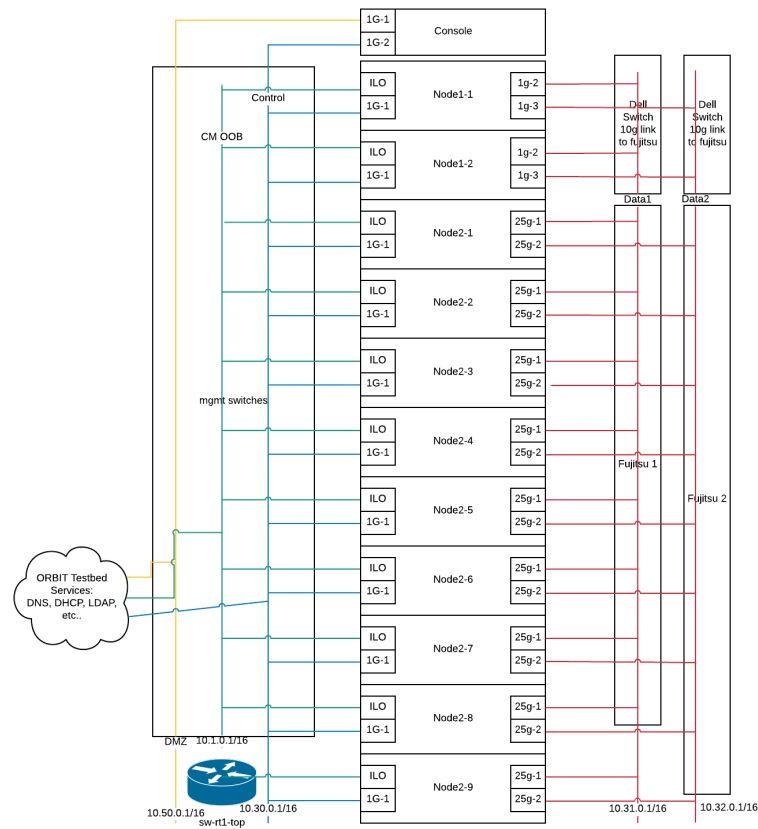 1G-1
Console
1G-2
ILO
Node1-1
1g-2
1G-1
1g-3
Control
CM OOB
Dell
Switch
10g link
to fujitsu
Dell
Switch
10g link
to fujitsu
ILO
Node1-2
1g-2
1G-1
1g-3
Data1
Data2
ILO
Node2-1
25g-1
1G-1
25g-2
ILO
Node2-2
25g-1
1G-1
25g-2
ILO
Node2-3
25g-1
1G-1
25g-2
mgmt switches
ILO
Node2-4
25g-1
1G-1
25g-2
Fujitsu 1
ILO
Node2-5
25g-1
1G-1
25g-2
Fujitsu 2
ORBIT Testbed
Services:
DNS, DHCP, LDAP,
etc..
ILO
Node2-6
25g-1
1G-1
25g-2
ILO
Node2-7
25g-1
1G-1
25g-2
ILO
Node2-8
25g-1
1G-1
25g-2
DMZ
10.1.0.1/16
ILO
Node2-9
25g-1
1G-1
25g-2
10.50.0.1/16
10.30.0.1/16
10.31.0.1/16
10.32.0.1/16
sw-rt1-top